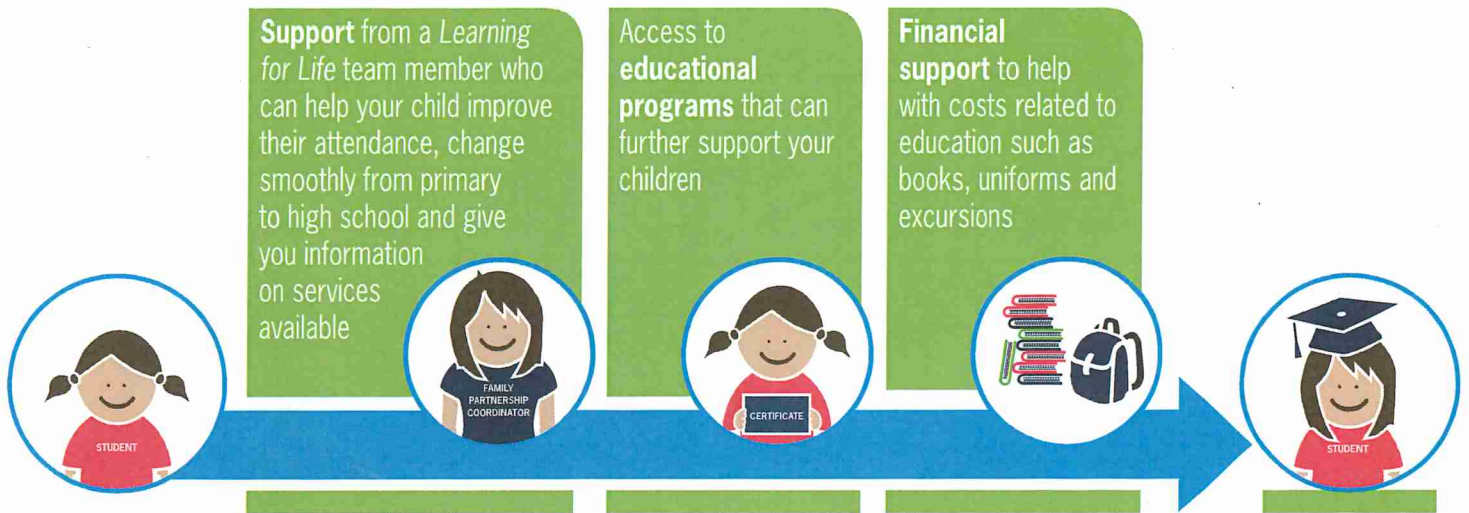 Support from a Learning
for Life team member who
can help your child improve
their attendance, change
smoothly from primary
to high school and give
you information
on services
available
Access to
educational
programs that can
further support your
children
Financial
support to help
with costs related to
education such as
books, uniforms and
excursions
STUDENT
FAMILY
PARTNERSHIP
COORDINATOR
CERTIFICATE
STUDENT